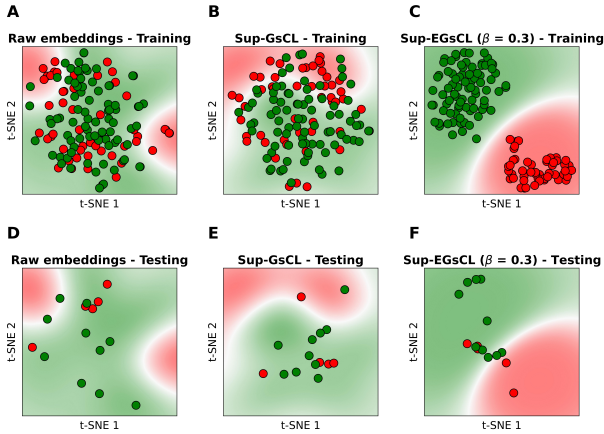 A
B
C
Raw embeddings - Training
Sup-GsCL - Training
Sup-EGsCL (β = 0.3) - Training
t-SNE 2
t-SNE 2
t-SNE 2
t-SNE 1
t-SNE 1
t-SNE 1
D
E
F
Raw embeddings - Testing
Sup-GsCL - Testing
Sup-EGsCL (β = 0.3) - Testing
t-SNE 2
t-SNE 2
t-SNE 2
t-SNE 1
t-SNE 1
t-SNE 1